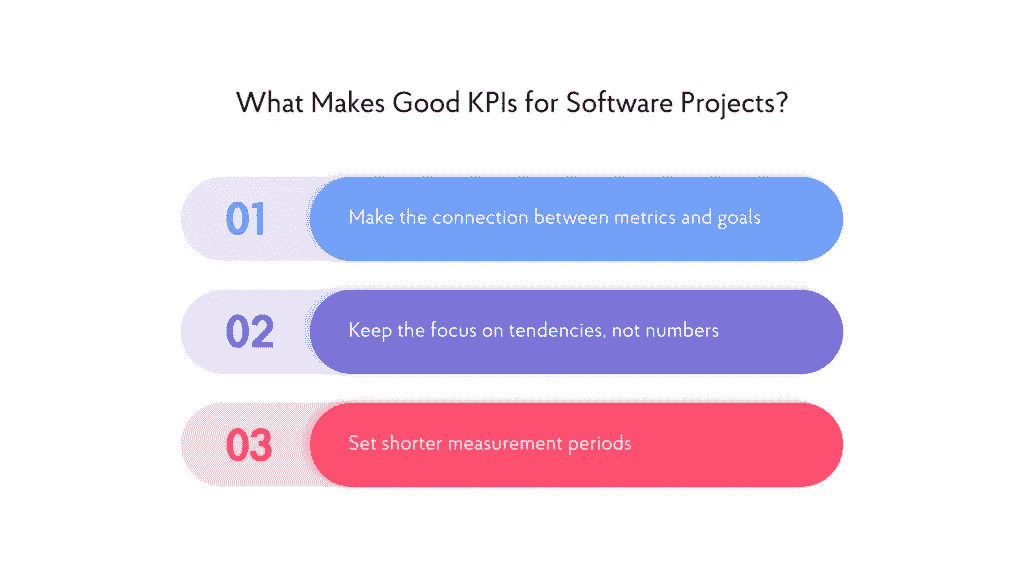 What Makes Good KPIs for Software Projects?
01
Make the connection between metrics and goals
02
Keep the focus on tendencies, not numbers
03
Set shorter measurement periods